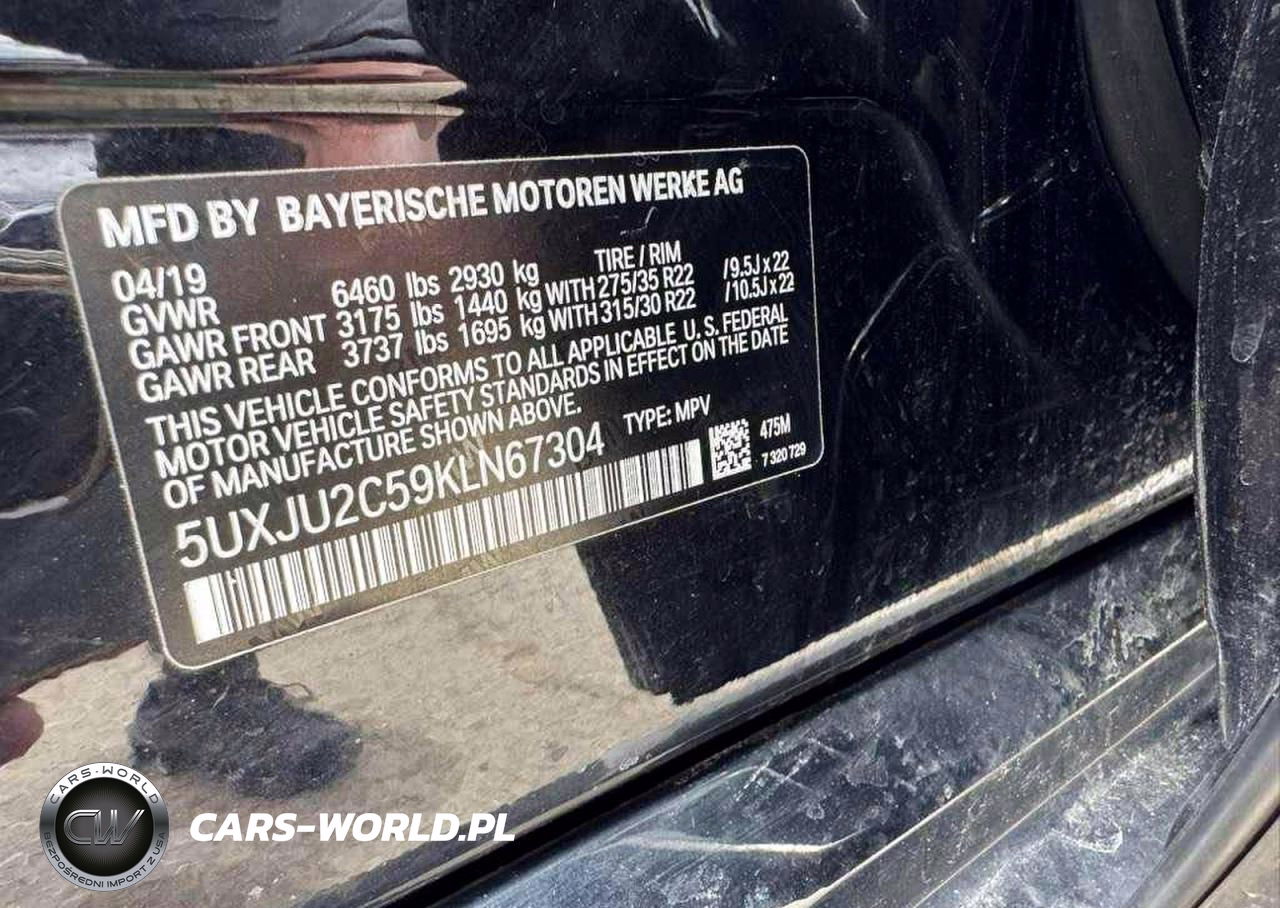 MFD BY BAYERISCHE MOTOREN WERKE AG
04/19 TIRE / RIM
GVWR 6460 lbs 2930 kg
GAWR FRONT 3175 lbs 1440 kg WITH 275/35 R22 /9.5J x 22
GAWR REAR 3737 lbs 1695 kg WITH 315/30 R22 /10.5J x 22
THIS VEHICLE CONFORMS TO ALL APPLICABLE U. S. FEDERAL
MOTOR VEHICLE SAFETY STANDARDS IN EFFECT ON THE DATE
OF MANUFACTURE SHOWN ABOVE.
5UXJU2C59KLN67304 TYPE: MPV
475M
7 320 729
CARS-WORLD
CW
BEZPOŚREDNI IMPORT Z USA
CARS-WORLD.PL